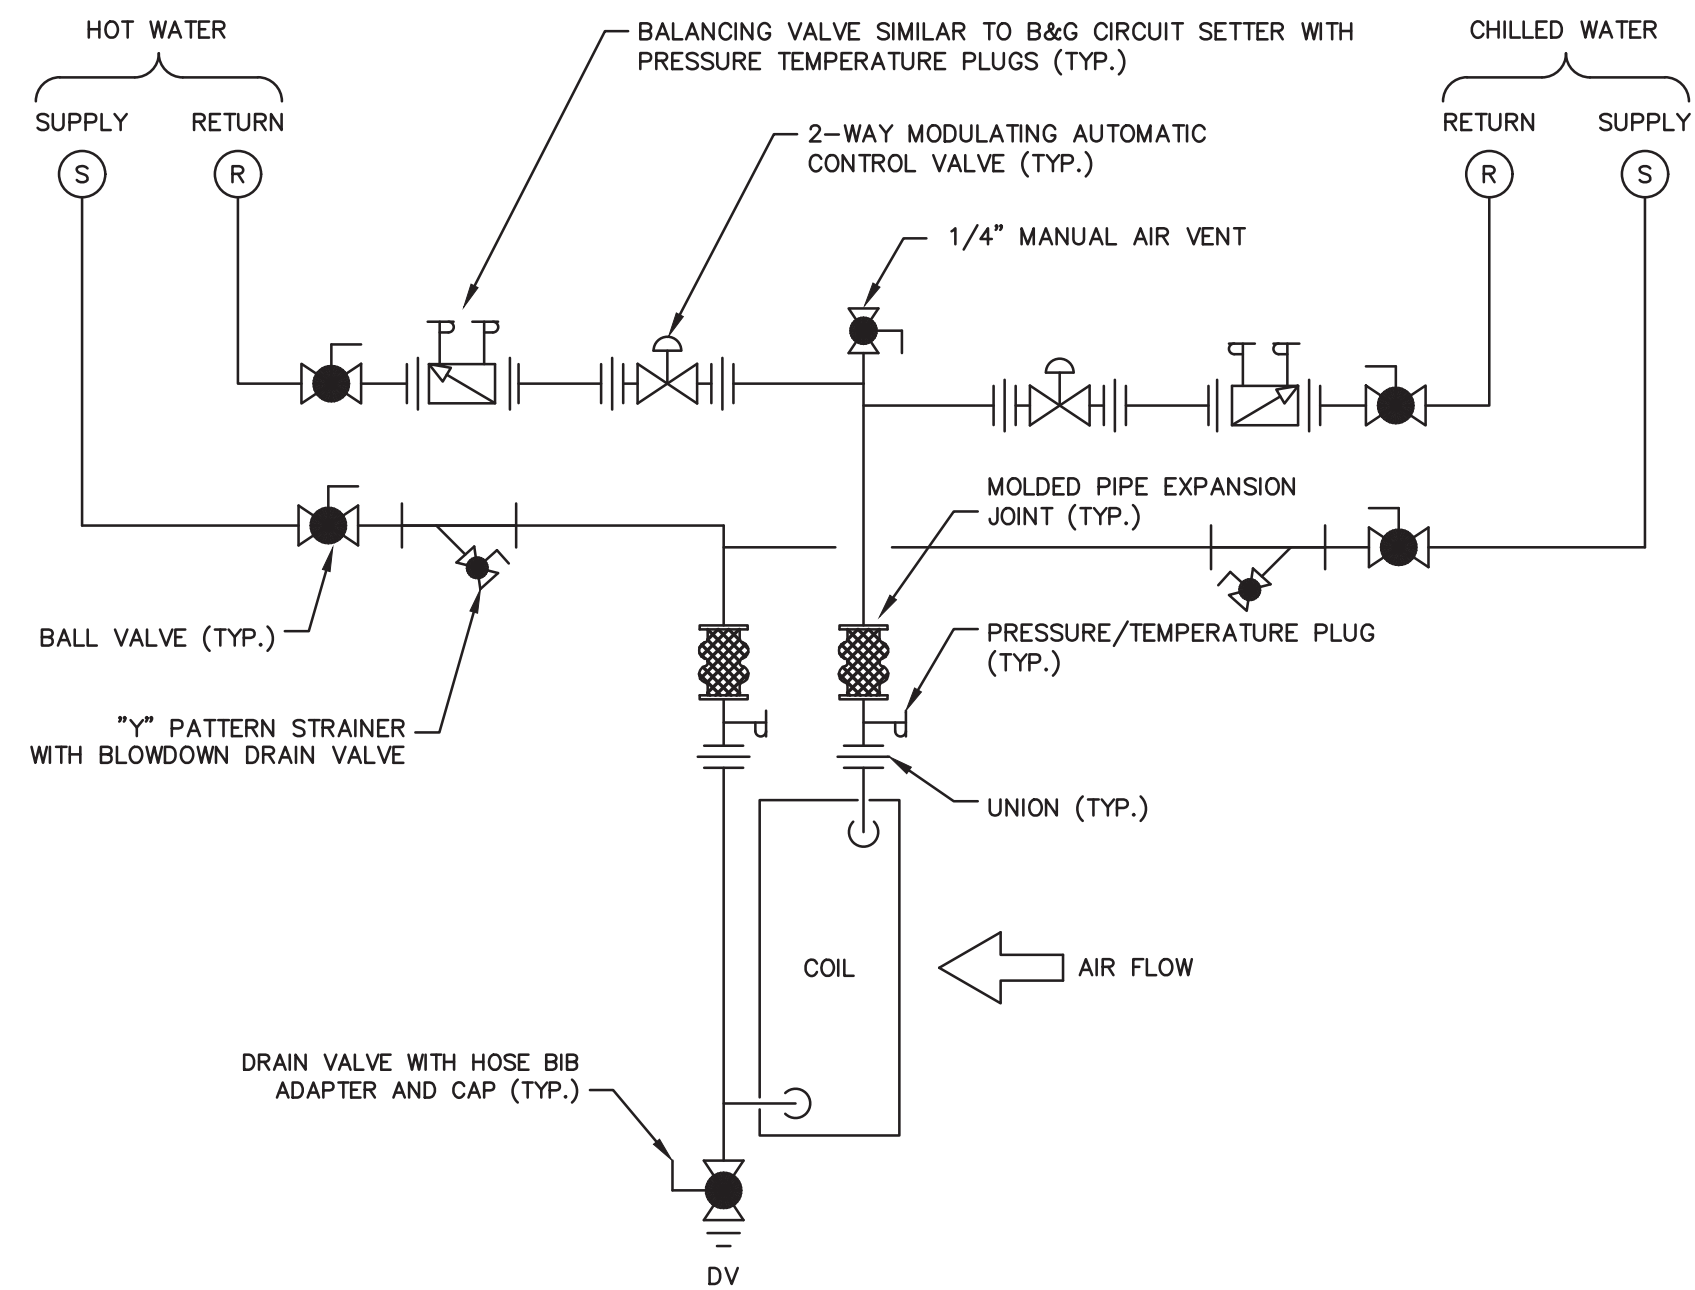 HOT WATER
SUPPLY RETURN
S R
BALANCING VALVE SIMILAR TO B&G CIRCUIT SETTER WITH
PRESSURE TEMPERATURE PLUGS (TYP.)
2-WAY MODULATING AUTOMATIC
CONTROL VALVE (TYP.)
1/4" MANUAL AIR VENT
CHILLED WATER
RETURN SUPPLY
R S
MOLDED PIPE EXPANSION
JOINT (TYP.)
BALL VALVE (TYP.)
PRESSURE/TEMPERATURE PLUG
(TYP.)
"Y" PATTERN STRAINER
WITH BLOWDOWN DRAIN VALVE
UNION (TYP.)
COIL
AIR FLOW
DRAIN VALVE WITH HOSE BIB
ADAPTER AND CAP (TYP.)
DV